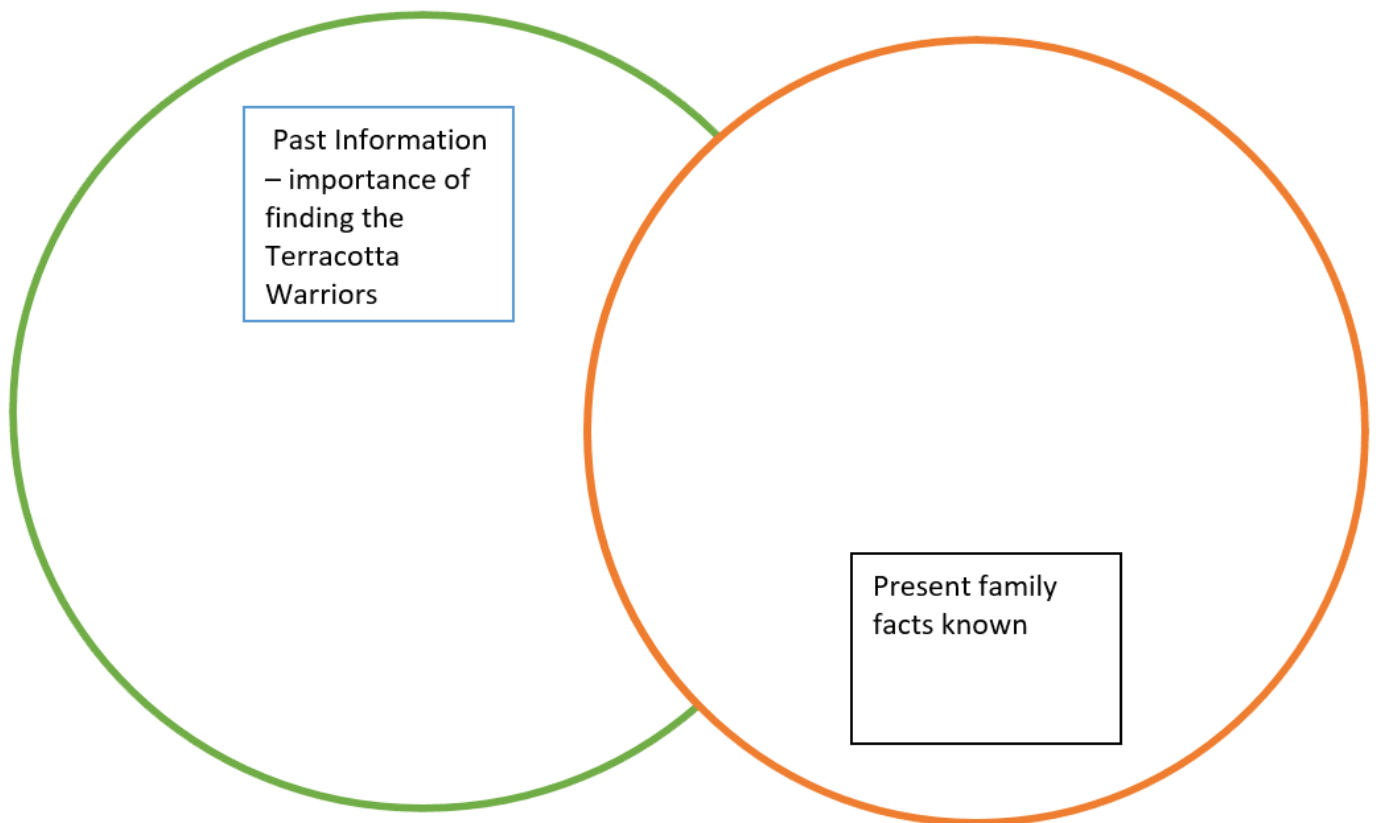 Past Information
– importance of
finding the
Terracotta
Warriors
Present family
facts known